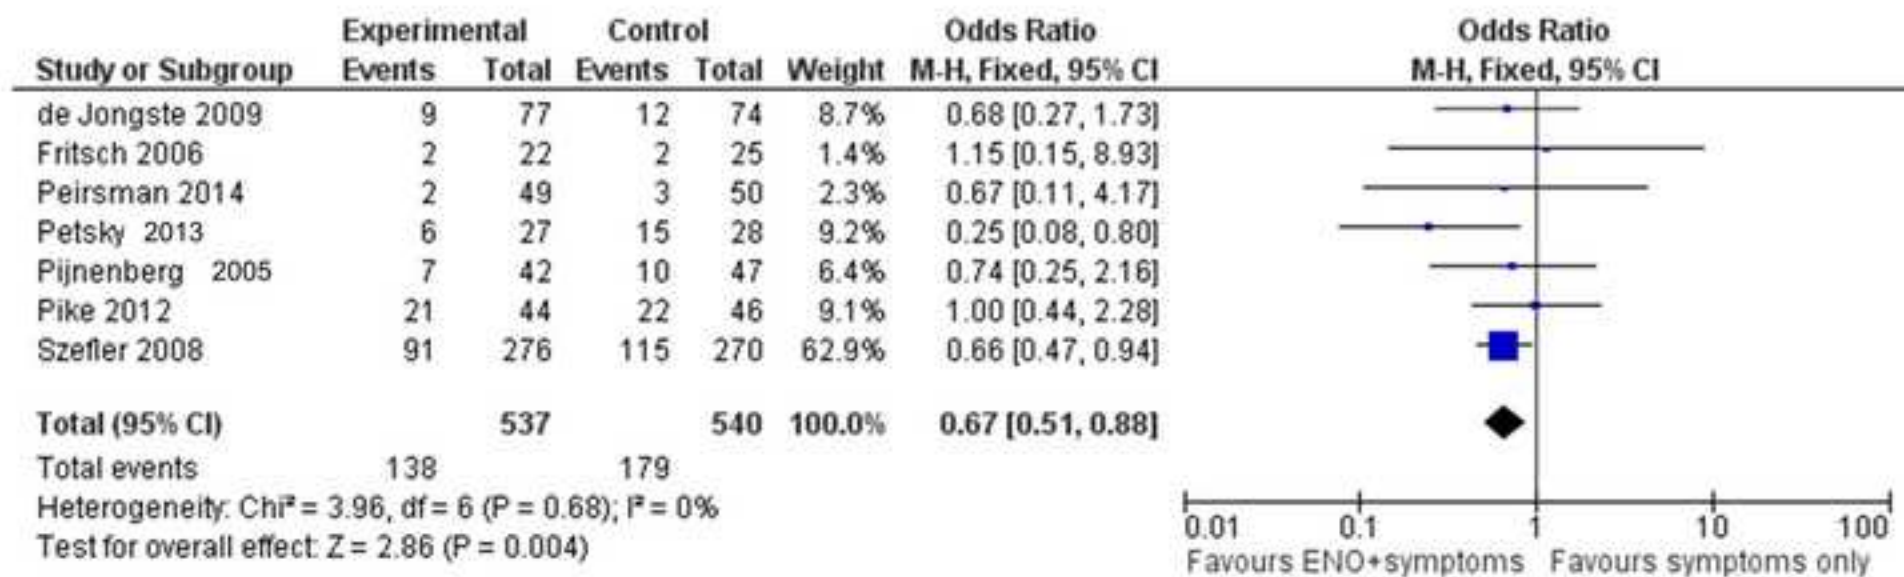 Experimental Control Odds Ratio Odds Ratio
Study or Subgroup Events Total Events Total Weight M-H, Fixed, 95% CI M-H, Fixed, 95% CI
de Jongste 2009 9 77 12 74 8.7% 0.68 [0.27, 1.73]
Fritsch 2006 2 22 2 25 1.4% 1.15 [0.15, 8.93]
Peirsman 2014 2 49 3 50 2.3% 0.67 [0.11, 4.17]
Petsky 2013 6 27 15 28 9.2% 0.25 [0.08, 0.80]
Pijnenberg 2005 7 42 10 47 6.4% 0.74 [0.25, 2.16]
Pike 2012 21 44 22 46 9.1% 1.00 [0.44, 2.28]
Szefler 2008 91 276 115 270 62.9% 0.66 [0.47, 0.94]
Total (95% CI) 537 540 100.0% 0.67 [0.51, 0.88]
Total events 138 179
Heterogeneity: Chi² = 3.96, df = 6 (P = 0.68); I² = 0%
Test for overall effect: Z = 2.86 (P = 0.004)
0.01 0.1 1 10 100
Favours ENO+symptoms Favours symptoms only